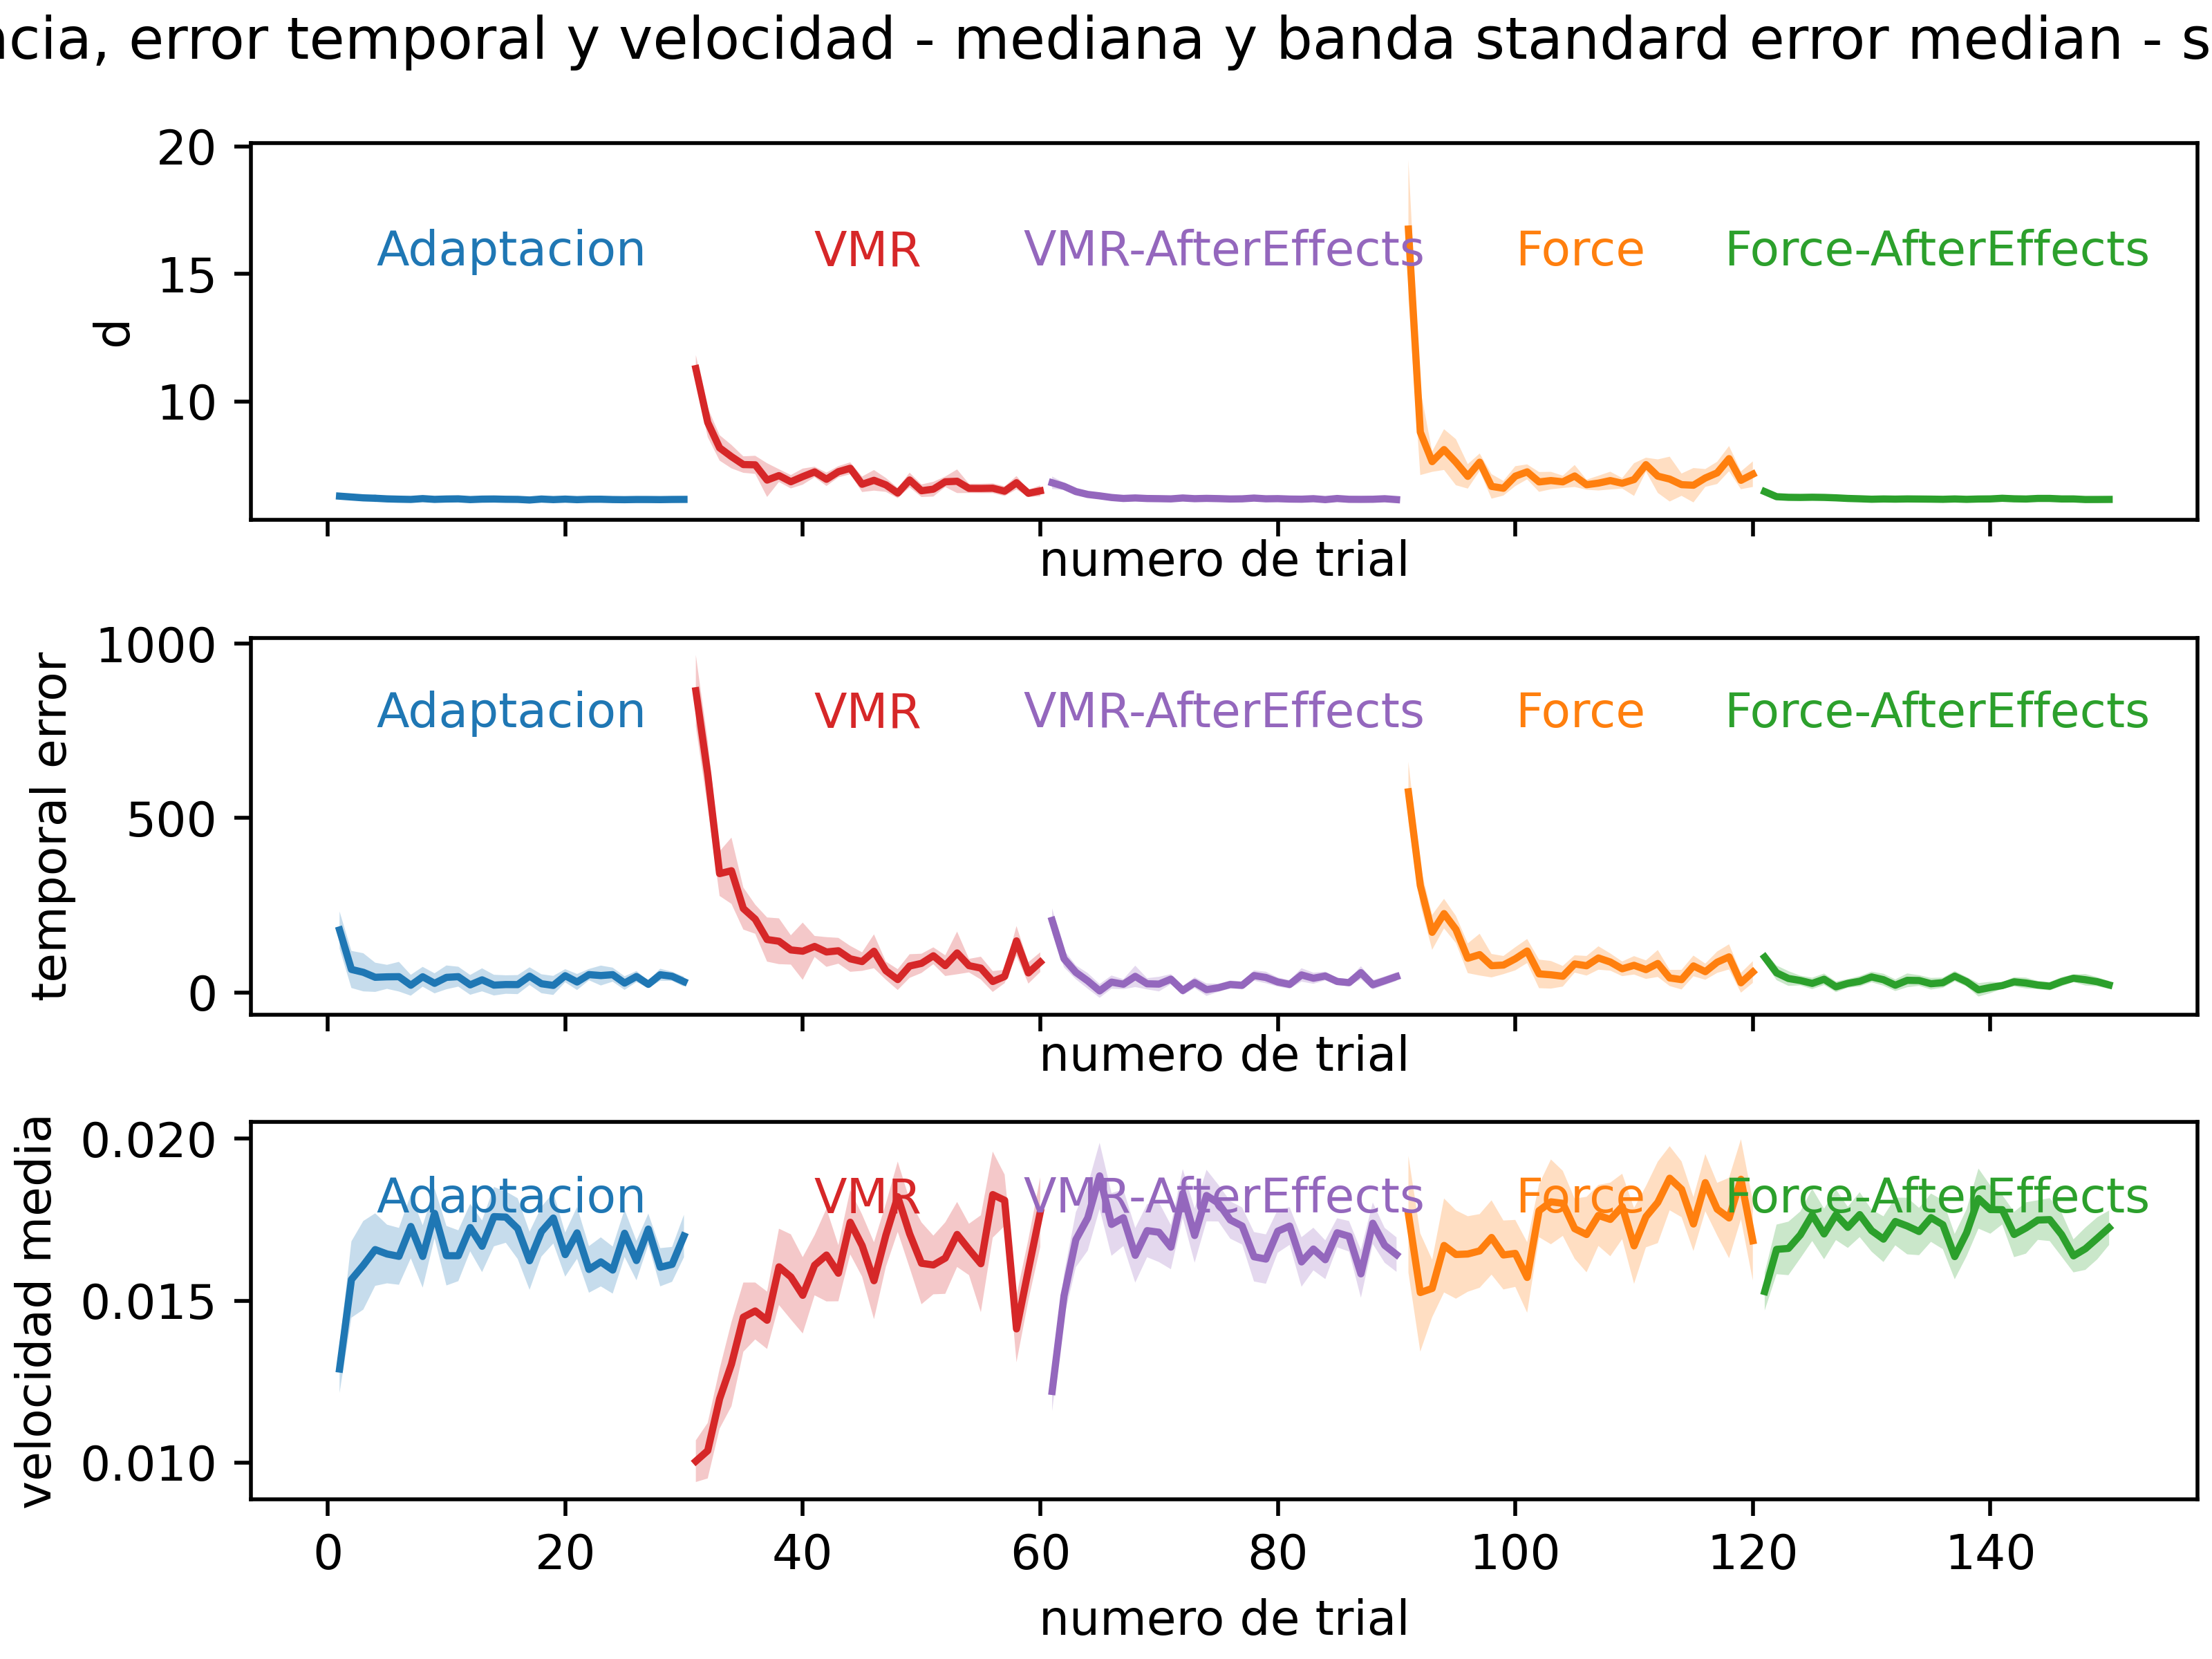 ncia, error temporal y velocidad - mediana y banda standard error median - s
20
15
10
d
Adaptacion VMR VMR-AfterEffects Force Force-AfterEffects
numero de trial
1000
500
0
temporal error
Adaptacion VMR VMR-AfterEffects Force Force-AfterEffects
numero de trial
0.020
0.015
0.010
velocidad media
Adaptacion VMR VMR-AfterEffects Force Force-AfterEffects
0 20 40 60 80 100 120 140
numero de trial